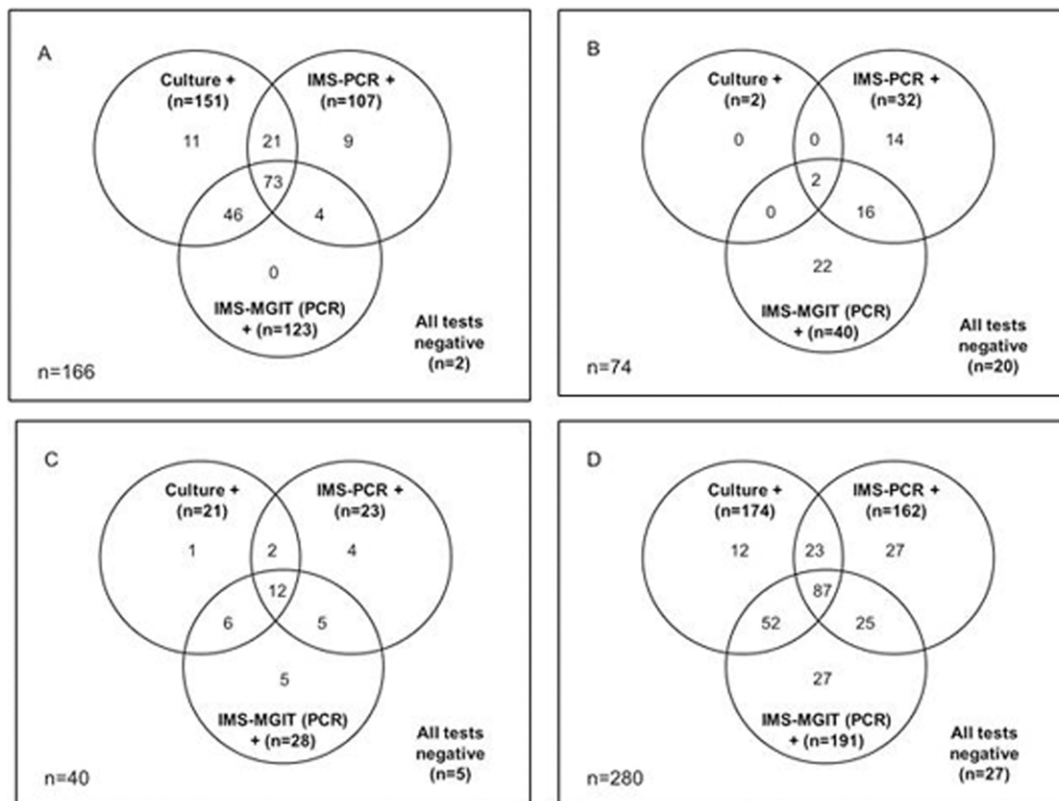 A
Culture +
(n=151)
IMS-PCR +
(n=107)
11
21
9
73
46
4
0
IMS-MGIT (PCR)
+ (n=123)
All tests
negative
(n=2)
n=166
B
Culture +
(n=2)
IMS-PCR +
(n=32)
0
0
14
2
0
16
22
IMS-MGIT (PCR)
+ (n=40)
All tests
negative
(n=20)
n=74
C
Culture +
(n=21)
IMS-PCR +
(n=23)
1
2
4
12
6
5
5
IMS-MGIT (PCR)
+ (n=28)
All tests
negative
(n=5)
n=40
D
Culture +
(n=174)
IMS-PCR +
(n=162)
12
23
27
87
52
25
27
IMS-MGIT (PCR)
+ (n=191)
All tests
negative
(n=27)
n=280